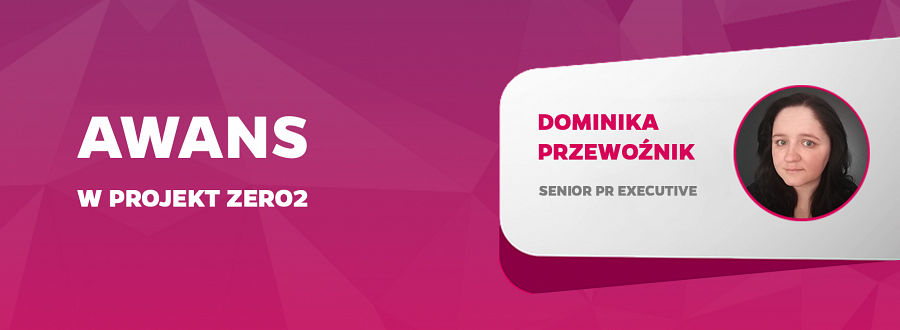 AWANS
W PROJEKT ZERO2
DOMINIKA
PRZEWOŹNIK
SENIOR PR EXECUTIVE